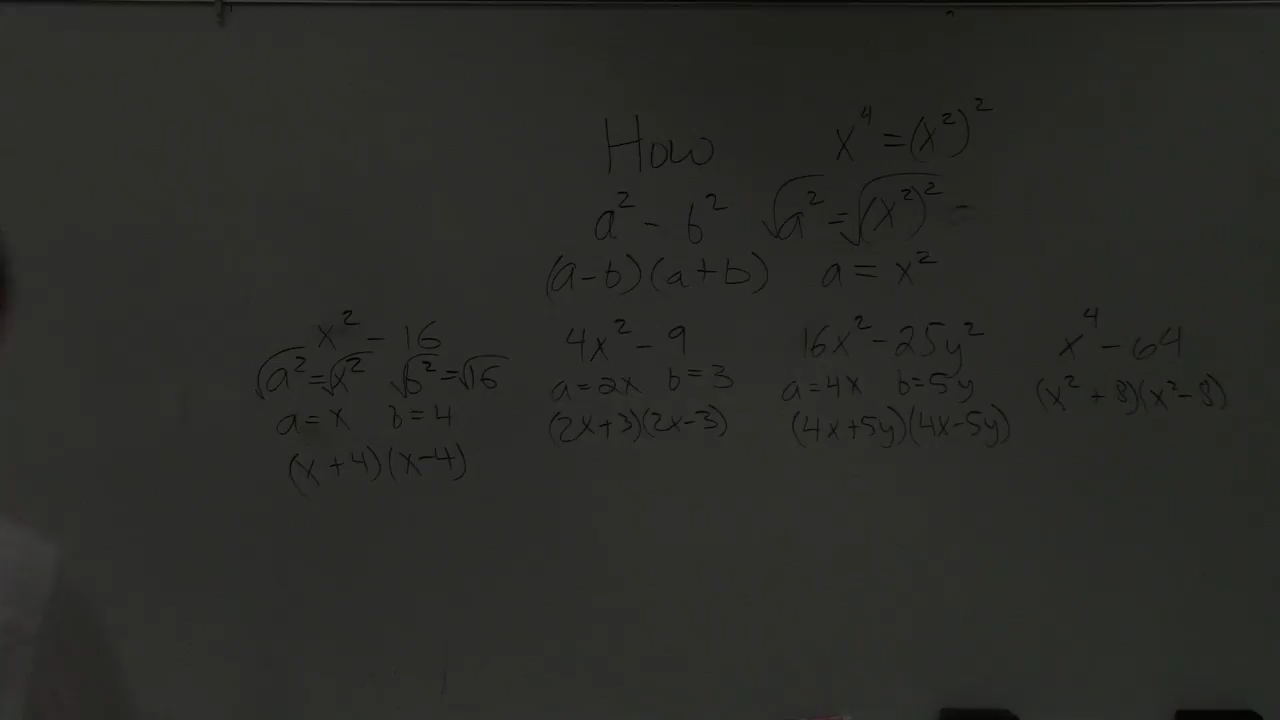 How
x⁴ = (x²)²
a² - b²
√a² = √(x²)² =
(a-b)(a+b)
a = x²
x² - 16
√a² = √x² √b² = √16
a = x b = 4
(x+4)(x-4)
4x² - 9
a = 2x b = 3
(2x+3)(2x-3)
16x² - 25y²
a = 4x b = 5y
(4x+5y)(4x-5y)
x⁴ - 64
(x² + 8)(x² - 8)